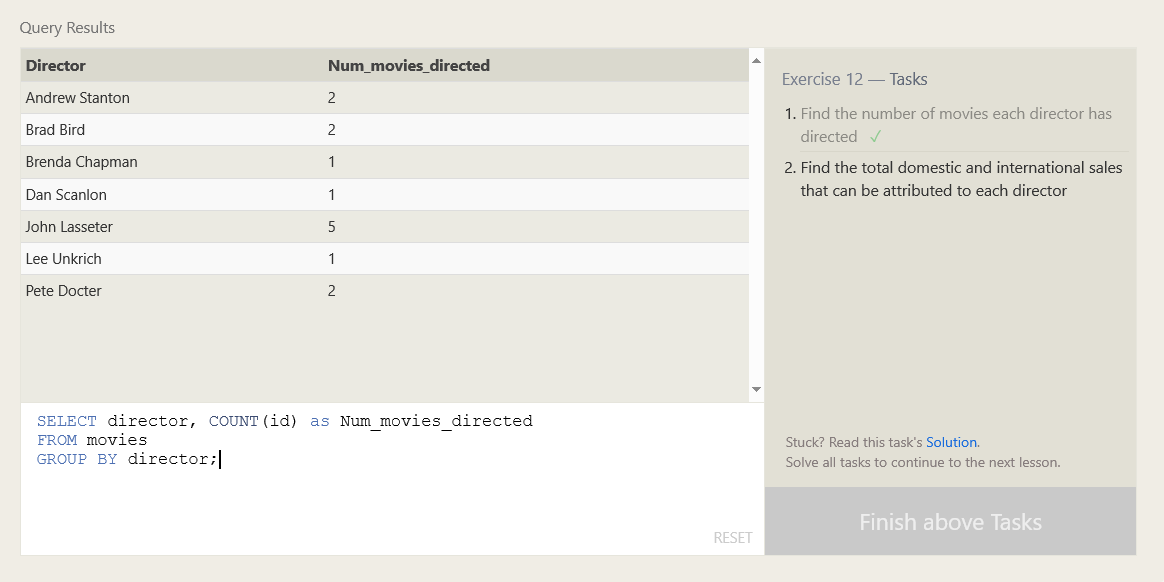 Query Results
Director Num_movies_directed
Andrew Stanton 2
Brad Bird 2
Brenda Chapman 1
Dan Scanlon 1
John Lasseter 5
Lee Unkrich 1
Pete Docter 2
SELECT director, COUNT(id) as Num_movies_directed
FROM movies
GROUP BY director;
RESET
Exercise 12 — Tasks
1. Find the number of movies each director has
directed ✓
2. Find the total domestic and international sales
that can be attributed to each director
Stuck? Read this task's Solution.
Solve all tasks to continue to the next lesson.
Finish above Tasks